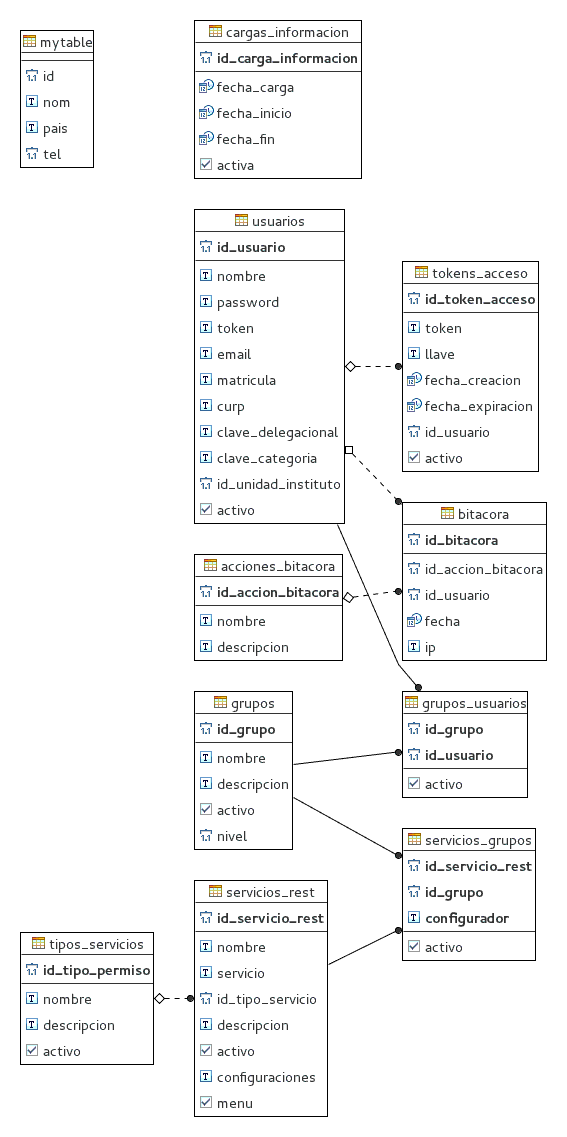 mytable
id
nom
pais
tel
cargas_informacion
id_carga_informacion
fecha_carga
fecha_inicio
fecha_fin
activa
usuarios
id_usuario
nombre
password
token
email
matricula
curp
clave_delegacional
clave_categoria
id_unidad_instituto
activo
tokens_acceso
id_token_acceso
token
llave
fecha_creacion
fecha_expiracion
id_usuario
activo
bitacora
id_bitacora
id_accion_bitacora
id_usuario
fecha
ip
acciones_bitacora
id_accion_bitacora
nombre
descripcion
grupos
id_grupo
nombre
descripcion
activo
nivel
grupos_usuarios
id_grupo
id_usuario
activo
servicios_grupos
id_servicio_rest
id_grupo
configurador
activo
servicios_rest
id_servicio_rest
nombre
servicio
id_tipo_servicio
descripcion
activo
configuraciones
menu
tipos_servicios
id_tipo_permiso
nombre
descripcion
activo